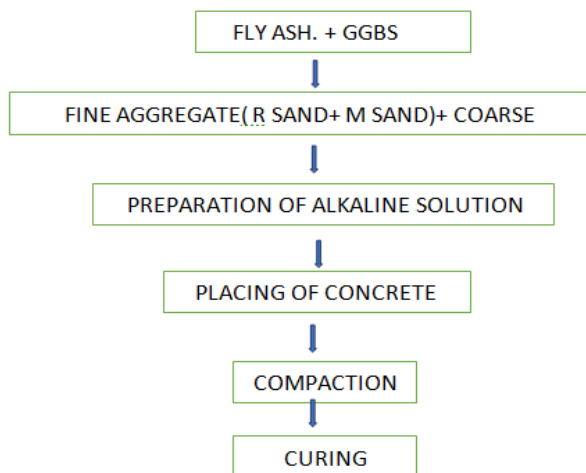 FLY ASH. + GGBS
FINE AGGREGATE( R SAND+ M SAND)+ COARSE
PREPARATION OF ALKALINE SOLUTION
PLACING OF CONCRETE
COMPACTION
CURING